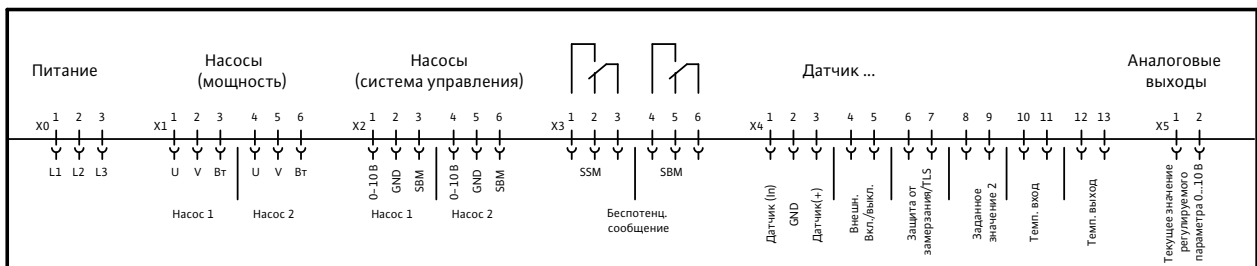 Питание
Насосы
(мощность)
Насосы
(система управления)
Датчик ...
Аналоговые
выходы
X0 1 2 3
X1 1 2 3 4 5 6
X2 1 2 3 4 5 6
X3 1 2 3 4 5 6
X4 1 2 3 4 5 6 7 8 9 10 11 12 13
X5 1 2
L1 L2 L3
U V Вт U V Вт
Насос 1 Насос 2
0–10 В GND SBM 0–10 В GND SBM
Насос 1 Насос 2
SSM SBM
Беспотенц.
сообщение
Датчик (In)
GND
Датчик(+)
Внешн.
Вкл./выкл.
Защита от
замерзания/TLS
Заданное
значение 2
Темп. вход
Темп. выход
Текущее значение
регулируемого
параметра 0...10 В